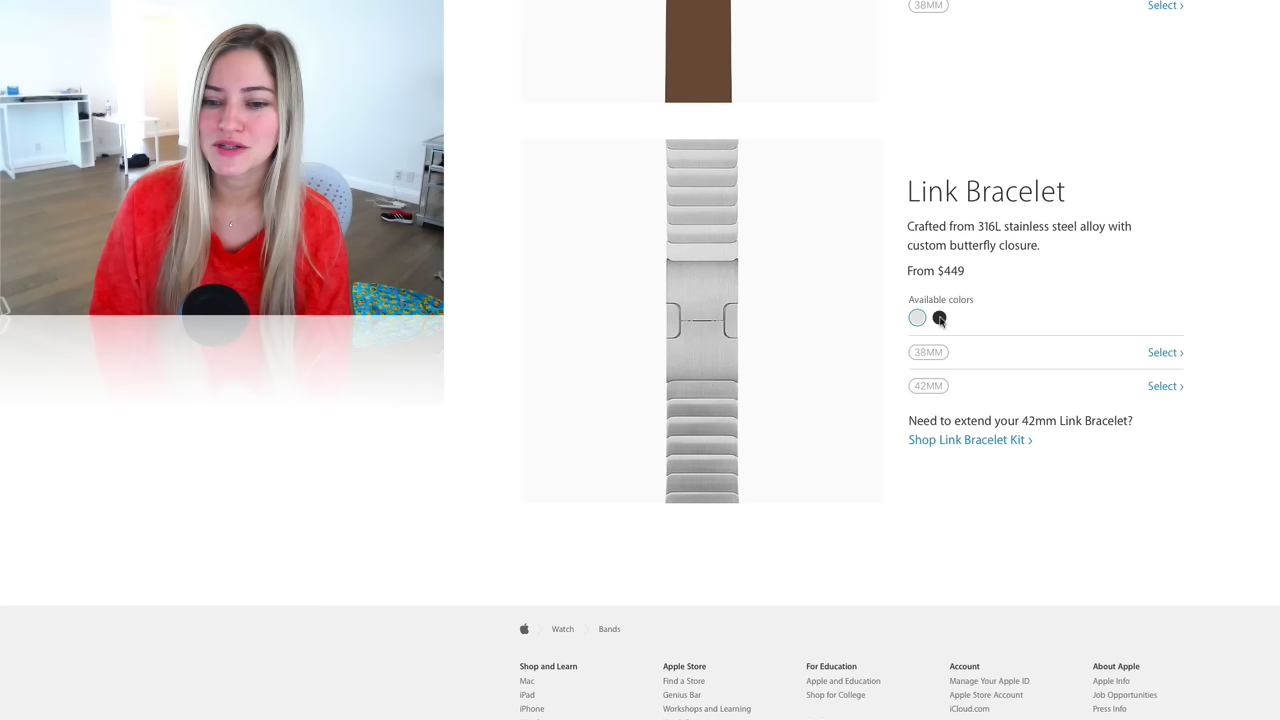 38MM Select ›
Link Bracelet
Crafted from 316L stainless steel alloy with
custom butterfly closure.
From $449
Available colors
38MM Select ›
42MM Select ›
Need to extend your 42mm Link Bracelet?
Shop Link Bracelet Kit ›
Watch Bands
Shop and Learn
Mac
iPad
iPhone
Apple Store
Find a Store
Genius Bar
Workshops and Learning
For Education
Apple and Education
Shop for College
Account
Manage Your Apple ID
Apple Store Account
iCloud.com
About Apple
Apple Info
Job Opportunities
Press Info